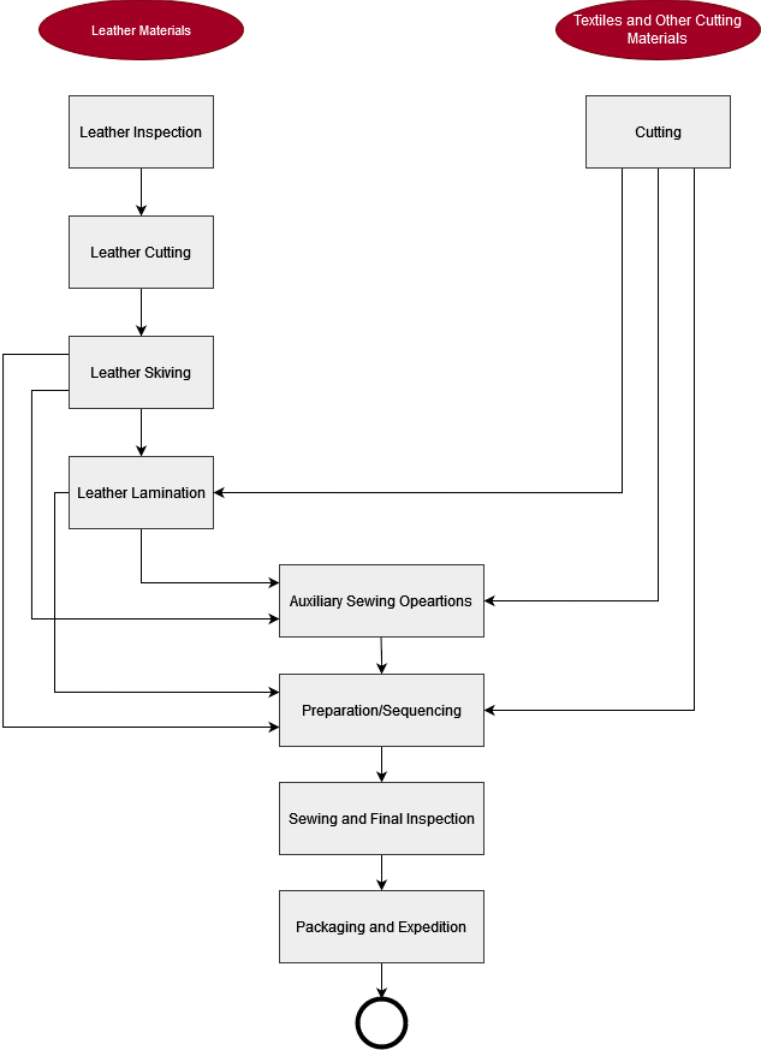 Leather Materials
Textiles and Other Cutting
Materials
Leather Inspection
Cutting
Leather Cutting
Leather Skiving
Leather Lamination
Auxiliary Sewing Opeartions
Preparation/Sequencing
Sewing and Final Inspection
Packaging and Expedition